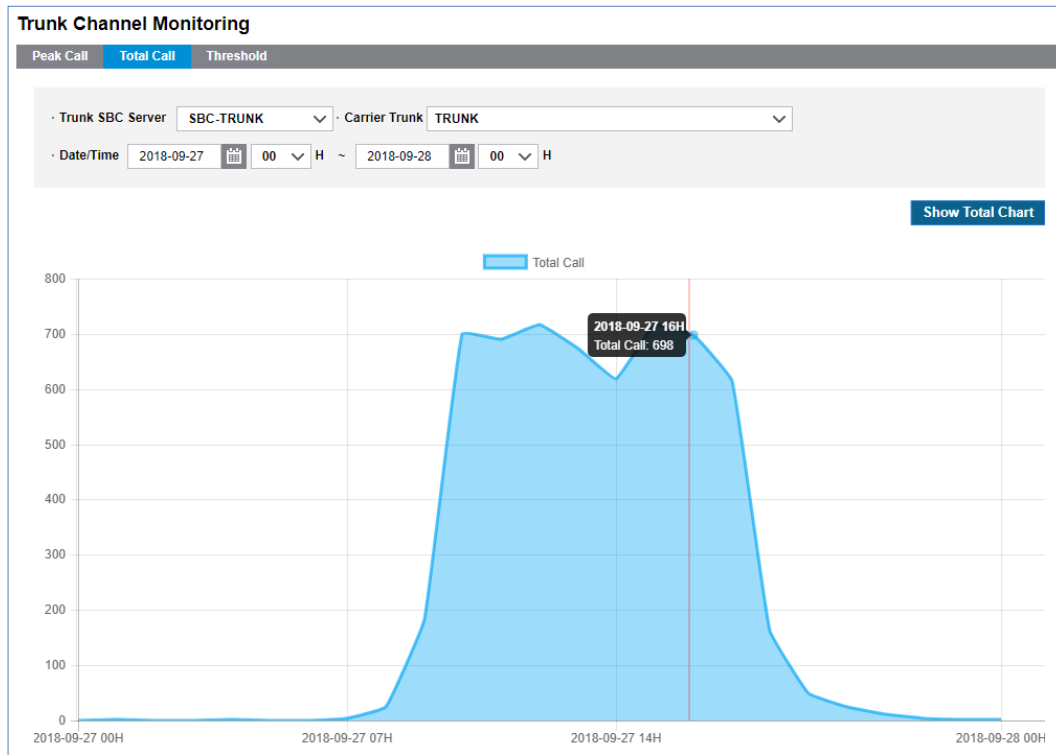 Trunk Channel Monitoring
Peak Call Total Call Threshold
· Trunk SBC Server SBC-TRUNK · Carrier Trunk TRUNK
· Date/Time 2018-09-27 00 H ~ 2018-09-28 00 H
Show Total Chart
Total Call
800
700
2018-09-27 16H
Total Call: 698
600
500
400
300
200
100
0
2018-09-27 00H 2018-09-27 07H 2018-09-27 14H 2018-09-28 00H